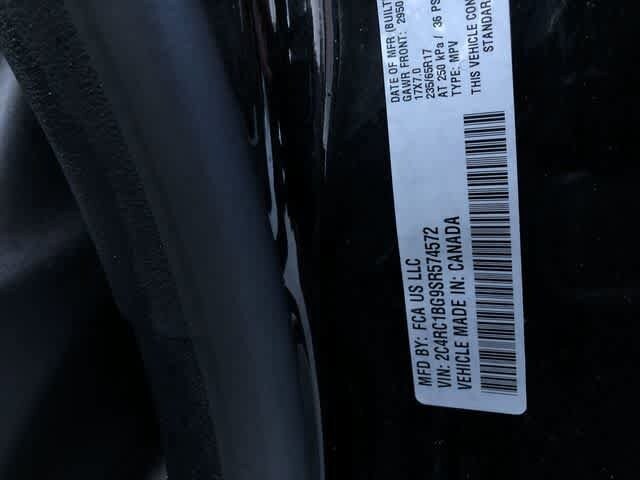 MFD BY: FCA US LLC
VIN: 2C4RC1BG9SR574572
VEHICLE MADE IN: CANADA
DATE OF MFR (BUILT
GAWR FRONT: 2950
17X7.0
235/65R17
AT 250 kPa / 36 PS
TYPE: MPV
THIS VEHICLE CON
STANDAR